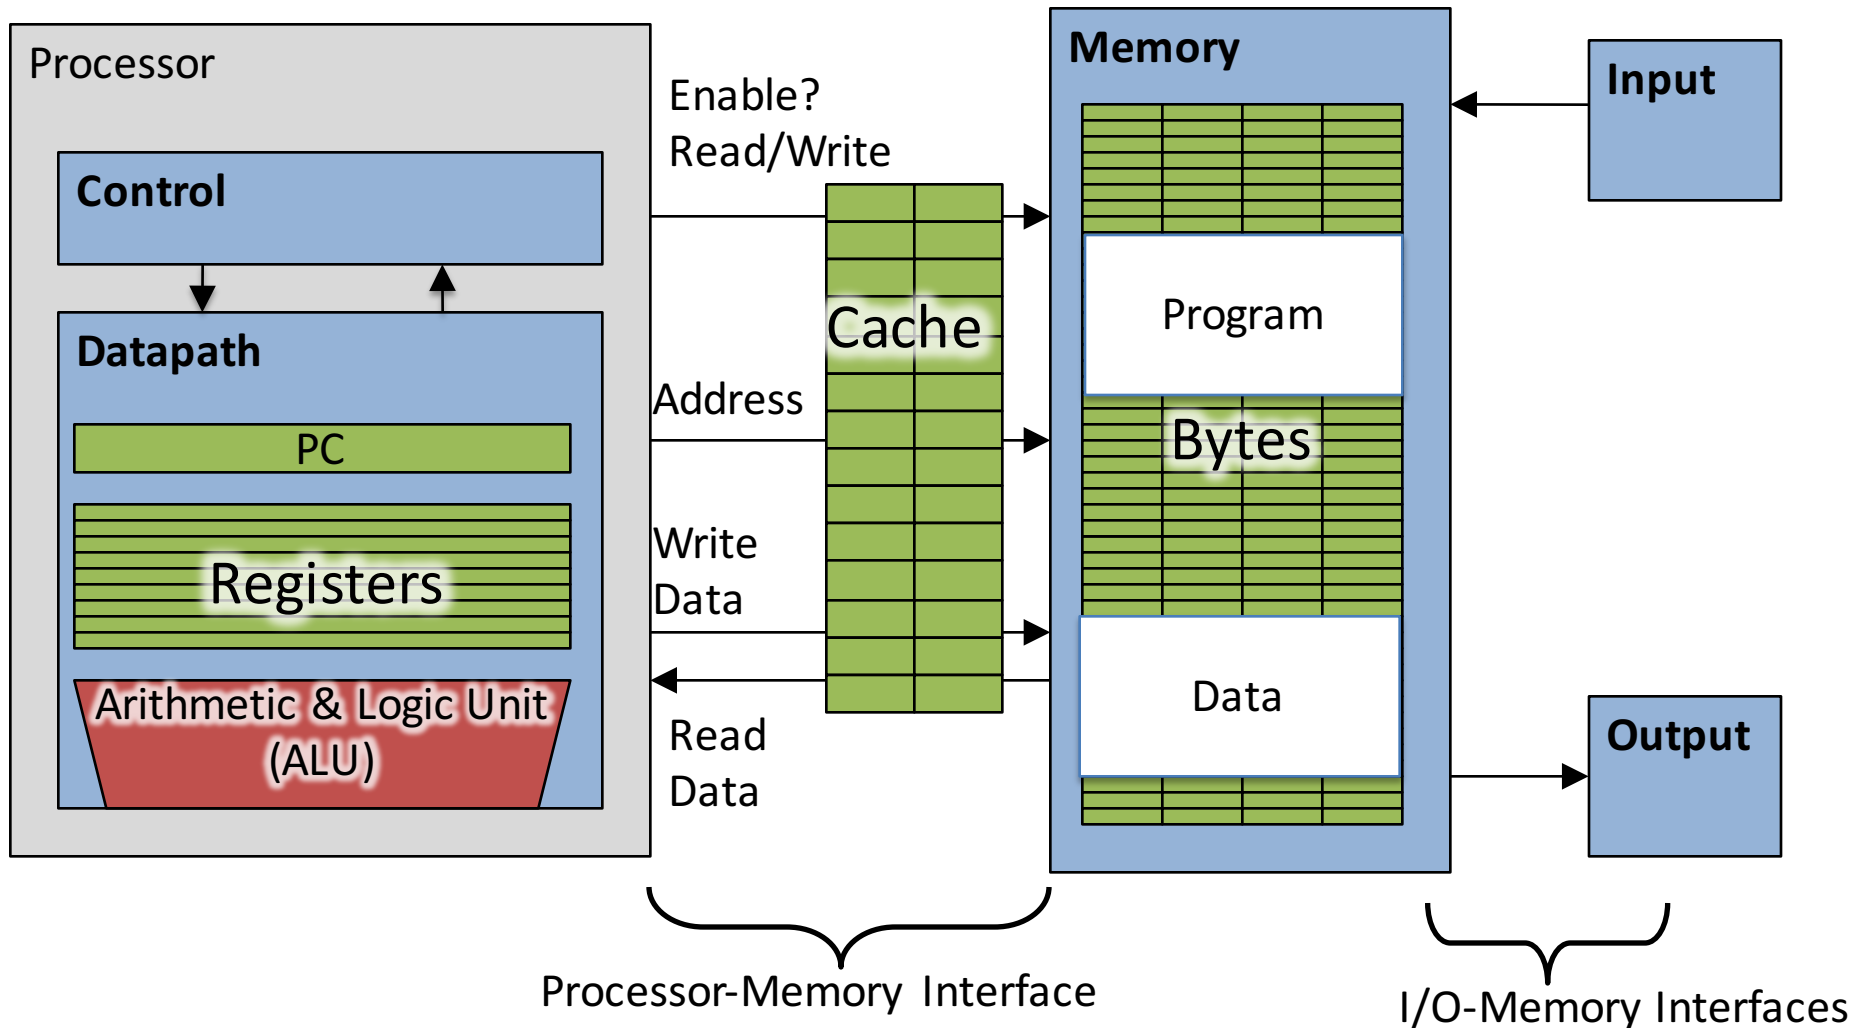 Processor
Control
Datapath
PC
Registers
Arithmetic & Logic Unit
(ALU)
Enable?
Read/Write
Cache
Address
Write
Data
Read
Data
Memory
Program
Bytes
Data
Input
Output
Processor-Memory Interface
I/O-Memory Interfaces